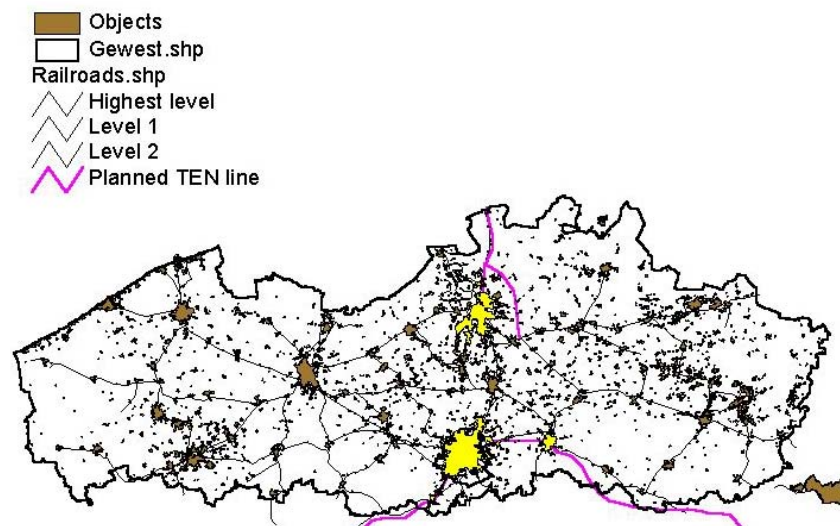 Objects
Gewest.shp
Railroads.shp
Highest level
Level 1
Level 2
Planned TEN line